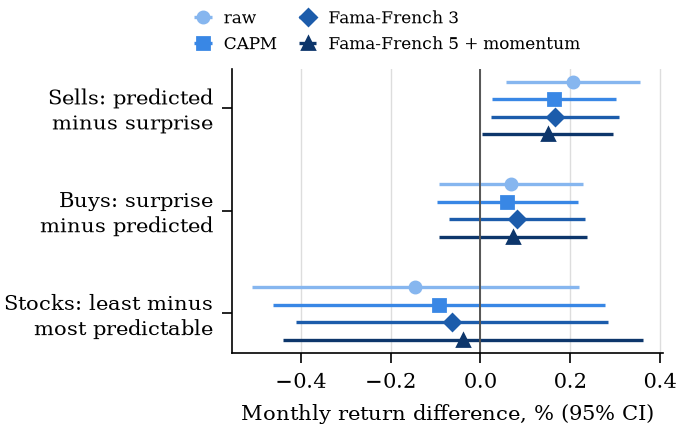 raw
CAPM
Fama-French 3
Fama-French 5 + momentum
Sells: predicted
minus surprise
Buys: surprise
minus predicted
Stocks: least minus
most predictable
−0.4 −0.2 0.0 0.2 0.4
Monthly return difference, % (95% CI)